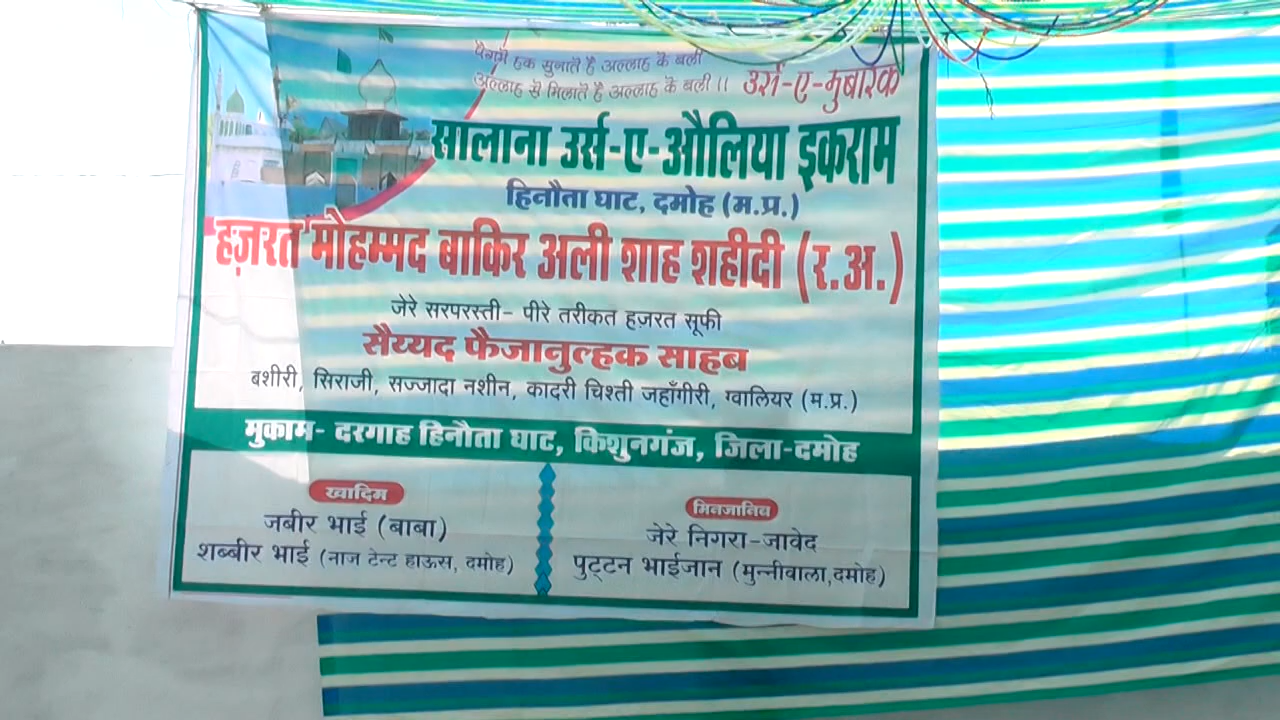 पैगामे हक सुनाते है अल्लाह के वली
अल्लाह से मिलाते है अल्लाह के वली ।। उर्स-ए-मुबारक
सालाना उर्स-ए-औलिया इकराम
हिनौता घाट, दमोह (म.प्र.)
हज़रत मोहम्मद बाकिर अली शाह शहीदी (र.अ.)
जेरे सरपरस्ती- पीरे तरीकत हज़रत सूफी
सैय्यद फैजानुल्हक साहब
बशीरी, सिराजी, सज्जादा नशीन, कादरी चिश्ती जहाँगीरी, ग्वालियर (म.प्र.)
मुकाम- दरगाह हिनौता घाट, किशुनगंज, जिला-दमोह
खादिम
जबीर भाई (बाबा)
शब्बीर भाई (नाज टेन्ट हाऊस, दमोह)
मिनजानिब
जेरे निगरा-जावेद
पुट्टन भाईजान (मुन्नीवाला,दमोह)